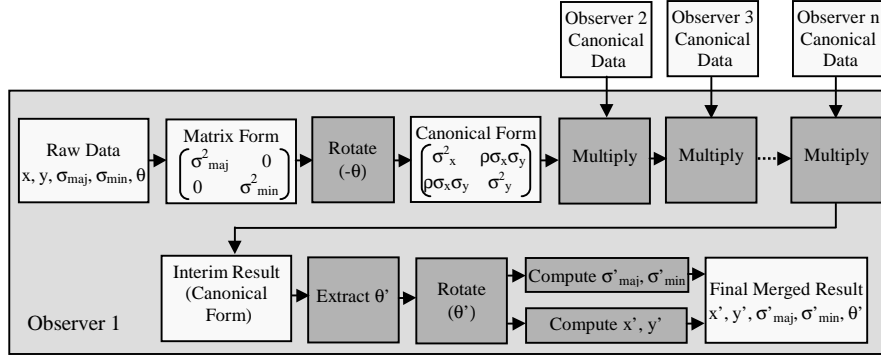 Observer 2
Canonical
Data
Observer 3
Canonical
Data
Observer n
Canonical
Data
Raw Data
x, y, σmaj, σmin, θ
Matrix Form
σ²maj 0
0 σ²min
Rotate
(-θ)
Canonical Form
σ²x ρσxσy
ρσxσy σ²y
Multiply
Multiply
Multiply
Interim Result
(Canonical
Form)
Extract θ’
Rotate
(θ’)
Compute σ’maj, σ’min
Compute x’, y’
Final Merged Result
x’, y’, σ’maj, σ’min, θ’
Observer 1